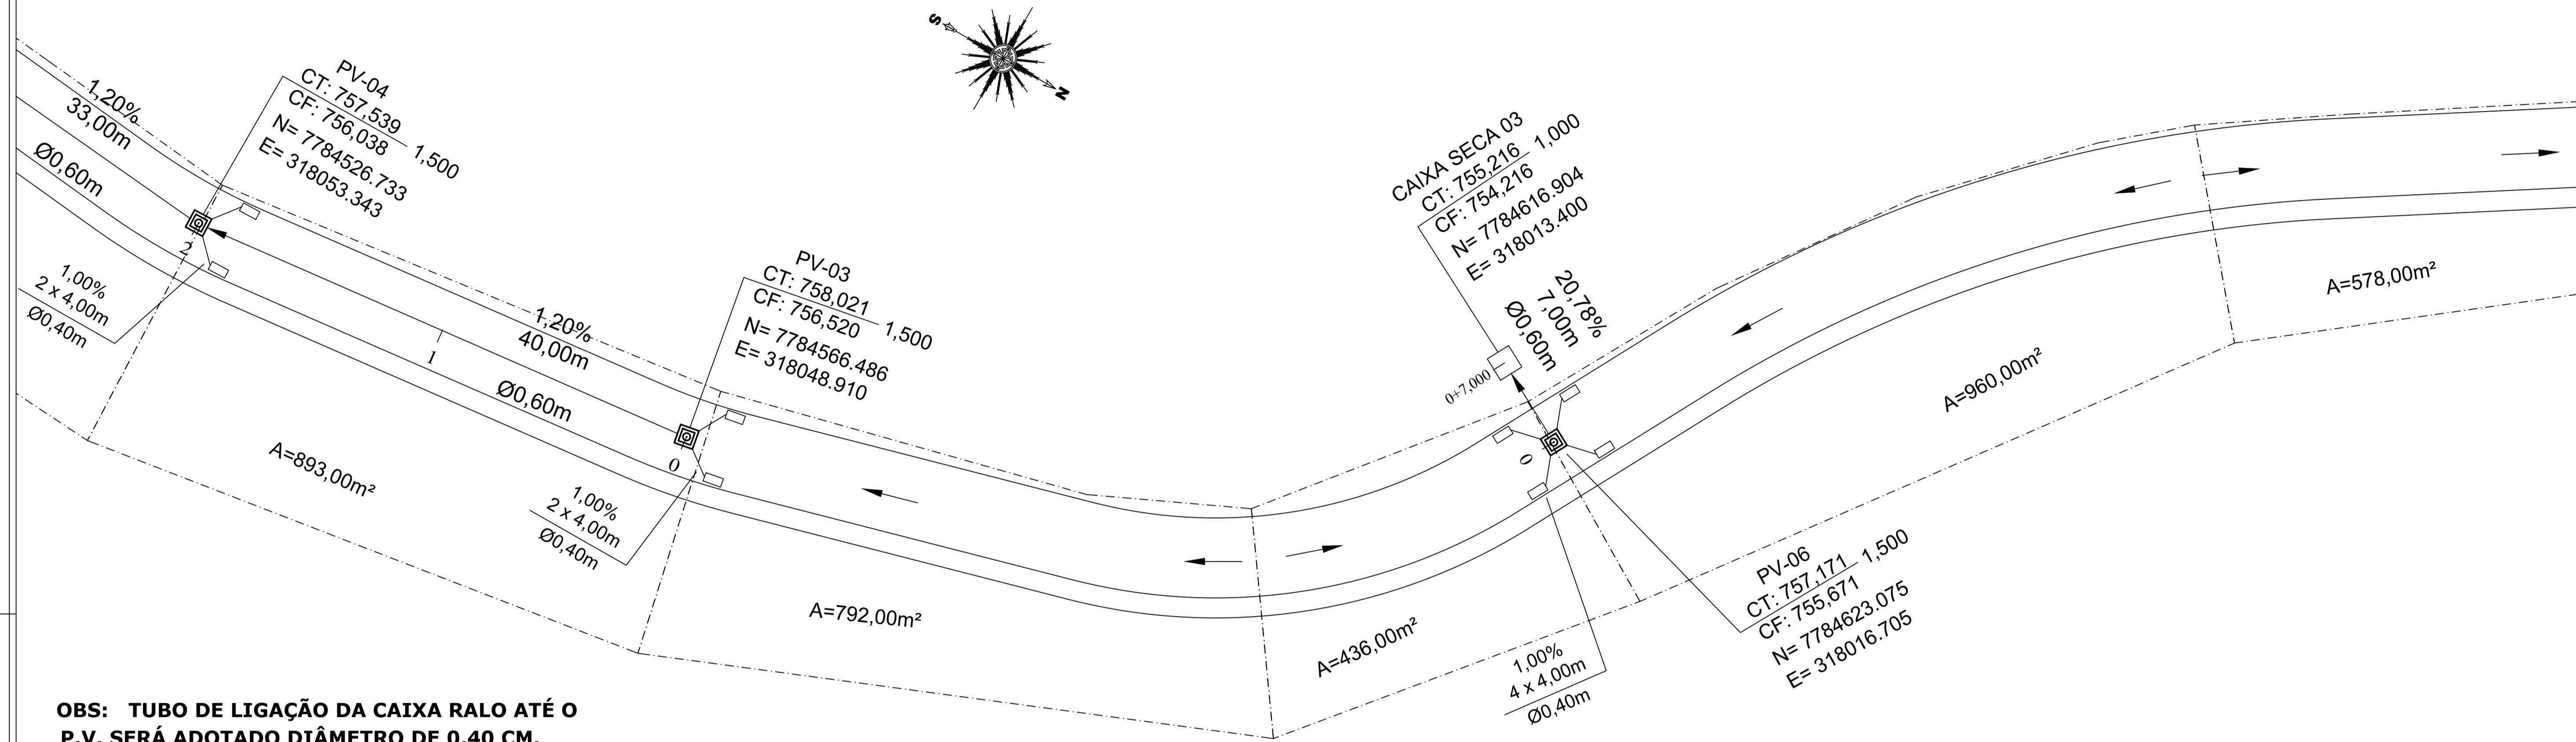 S
N
1,20%
33,00m
Ø0,60m
PV-04
CT: 757,539
CF: 756,038
1,500
N= 7784526.733
E= 318053.343
2
1,00%
2 x 4,00m
Ø0,40m
1
1,20%
40,00m
Ø0,60m
A=893,00m²
PV-03
CT: 758,021
CF: 756,520
1,500
N= 7784566.486
E= 318048.910
0
1,00%
2 x 4,00m
Ø0,40m
A=792,00m²
A=436,00m²
CAIXA SECA 03
CT: 755,216
CF: 754,216
1,000
N= 7784616.904
E= 318013.400
20,78%
7,00m
Ø0,60m
0+7,000
0
1,00%
4 x 4,00m
Ø0,40m
PV-06
CT: 757,171
CF: 755,671
1,500
N= 7784623.075
E= 318016.705
A=960,00m²
A=578,00m²
OBS: TUBO DE LIGAÇÃO DA CAIXA RALO ATÉ O
P.V. SERÁ ADOTADO DIÂMETRO DE 0,40 CM.